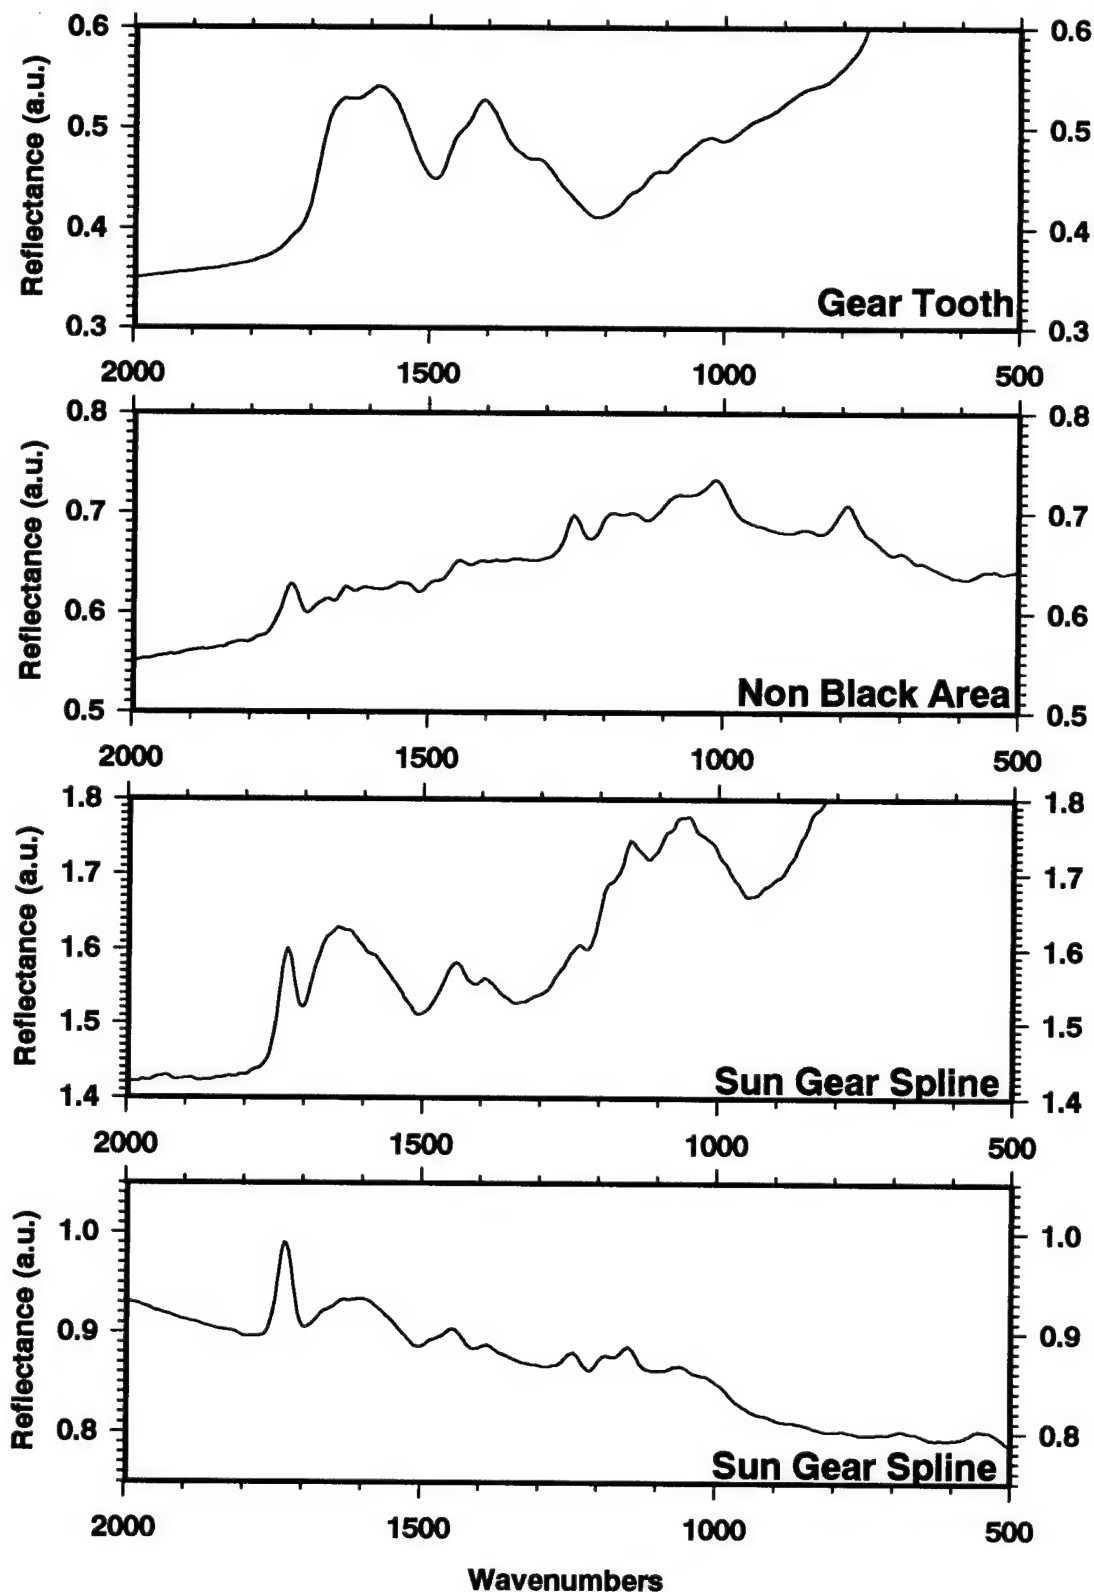 0.6 0.6
0.5 0.5
0.4 0.4
0.3 0.3
Reflectance (a.u.)
Gear Tooth
2000 1500 1000 500
0.8 0.8
0.7 0.7
0.6 0.6
0.5 0.5
Reflectance (a.u.)
Non Black Area
2000 1500 1000 500
1.8 1.8
1.7 1.7
1.6 1.6
1.5 1.5
1.4 1.4
Reflectance (a.u.)
Sun Gear Spline
2000 1500 1000 500
1.0 1.0
0.9 0.9
0.8 0.8
Reflectance (a.u.)
Sun Gear Spline
2000 1500 1000 500
Wavenumbers